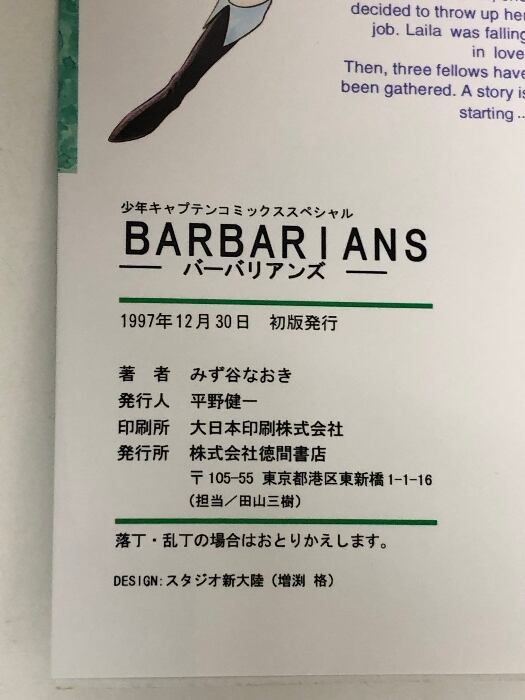 decided to throw up her
job. Laila was falling
in love
Then, three fellows have
been gathered. A story is
starting ..
少年キャプテンコミックススペシャル
BARBARIANS
── バーバリアンズ ──
1997年12月30日 初版発行
著者 みず谷なおき
発行人 平野健一
印刷所 大日本印刷株式会社
発行所 株式会社徳間書店
〒105-55 東京都港区東新橋1-1-16
（担当／田山三樹）
落丁・乱丁の場合はおとりかえします。
DESIGN:スタジオ新大陸（増渕 格）